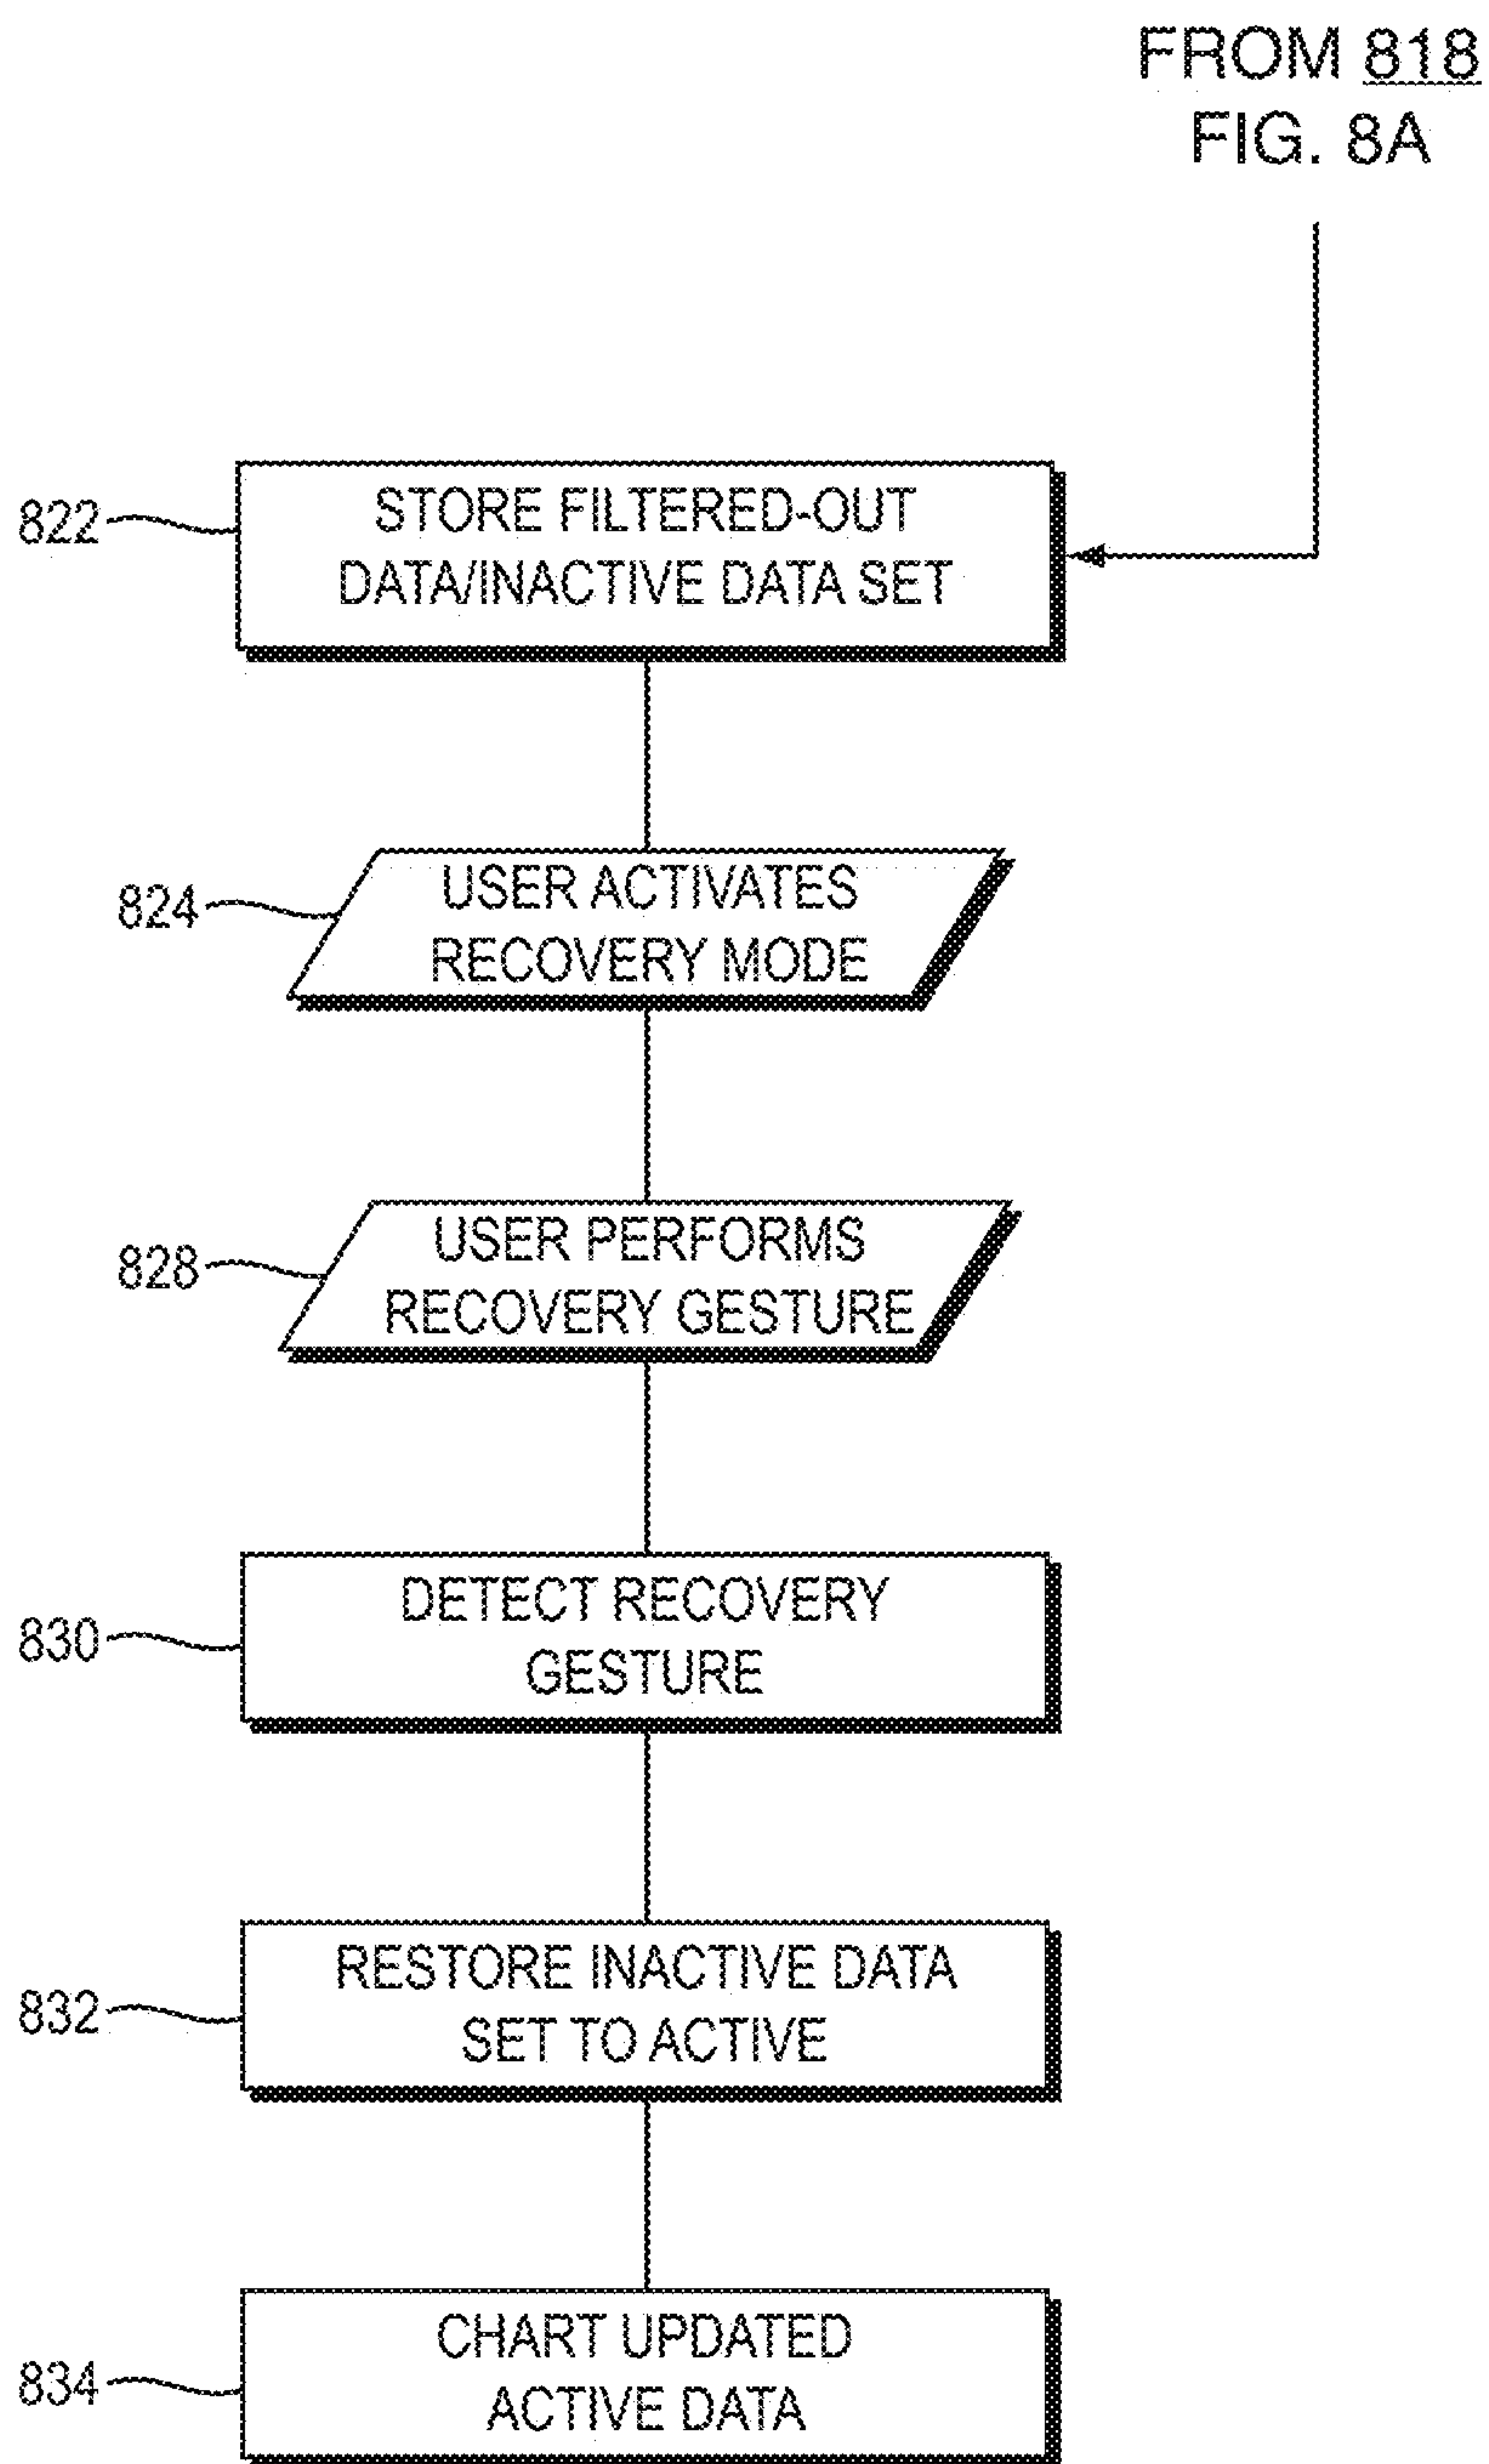 FROM 818
FIG. 8A
822
STORE FILTERED-OUT
DATA/INACTIVE DATA SET
824
USER ACTIVATES
RECOVERY MODE
828
USER PERFORMS
RECOVERY GESTURE
830
DETECT RECOVERY
GESTURE
832
RESTORE INACTIVE DATA
SET TO ACTIVE
834
CHART UPDATED
ACTIVE DATA